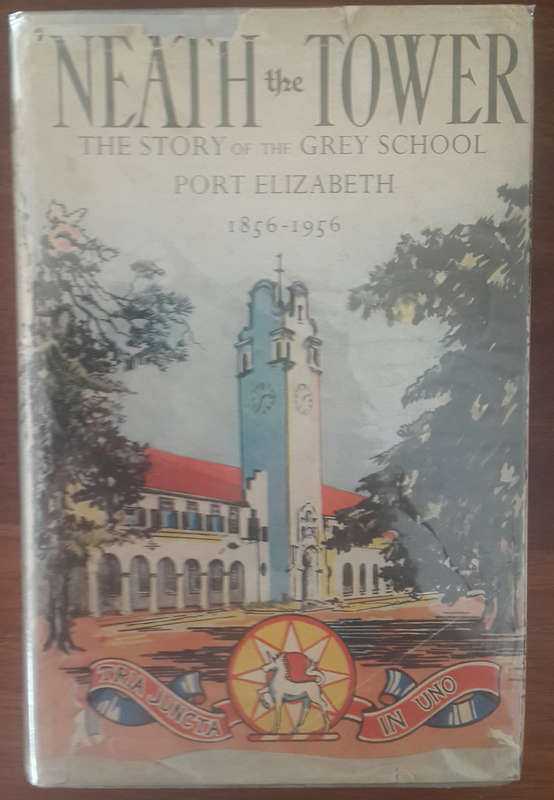 'NEATH the TOWER
THE STORY OF THE GREY SCHOOL
PORT ELIZABETH
1856-1956
TRIA JUNCTA
IN UNO